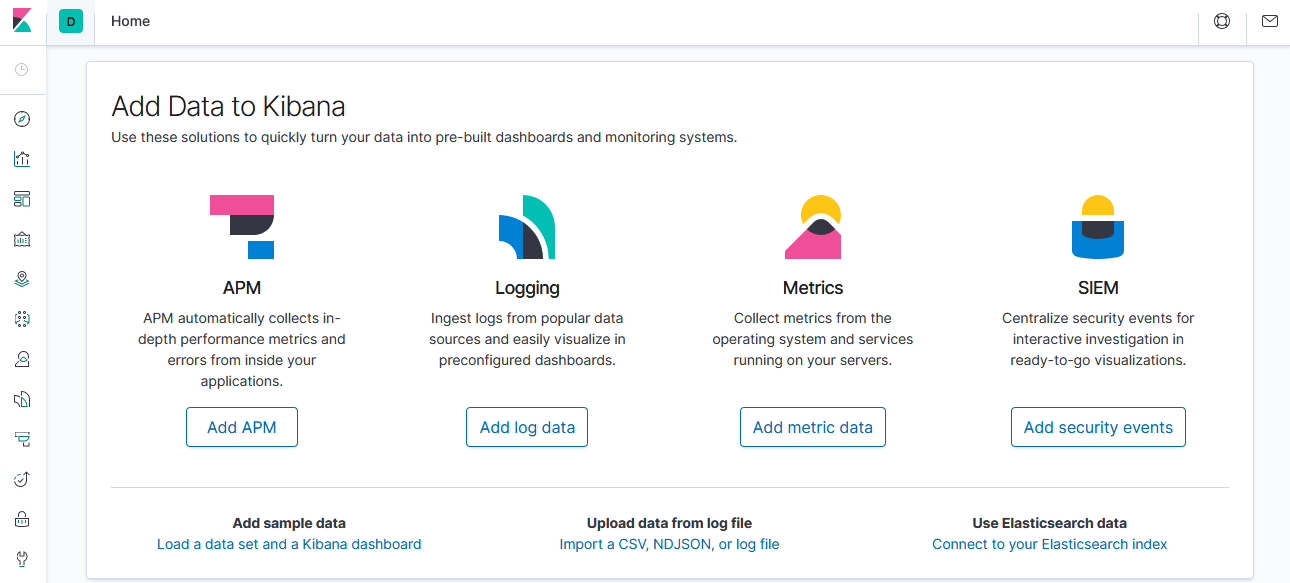 D
Home
Add Data to Kibana
Use these solutions to quickly turn your data into pre-built dashboards and monitoring systems.
APM
APM automatically collects in-
depth performance metrics and
errors from inside your
applications.
Add APM
Logging
Ingest logs from popular data
sources and easily visualize in
preconfigured dashboards.
Add log data
Metrics
Collect metrics from the
operating system and services
running on your servers.
Add metric data
SIEM
Centralize security events for
interactive investigation in
ready-to-go visualizations.
Add security events
Add sample data
Load a data set and a Kibana dashboard
Upload data from log file
Import a CSV, NDJSON, or log file
Use Elasticsearch data
Connect to your Elasticsearch index